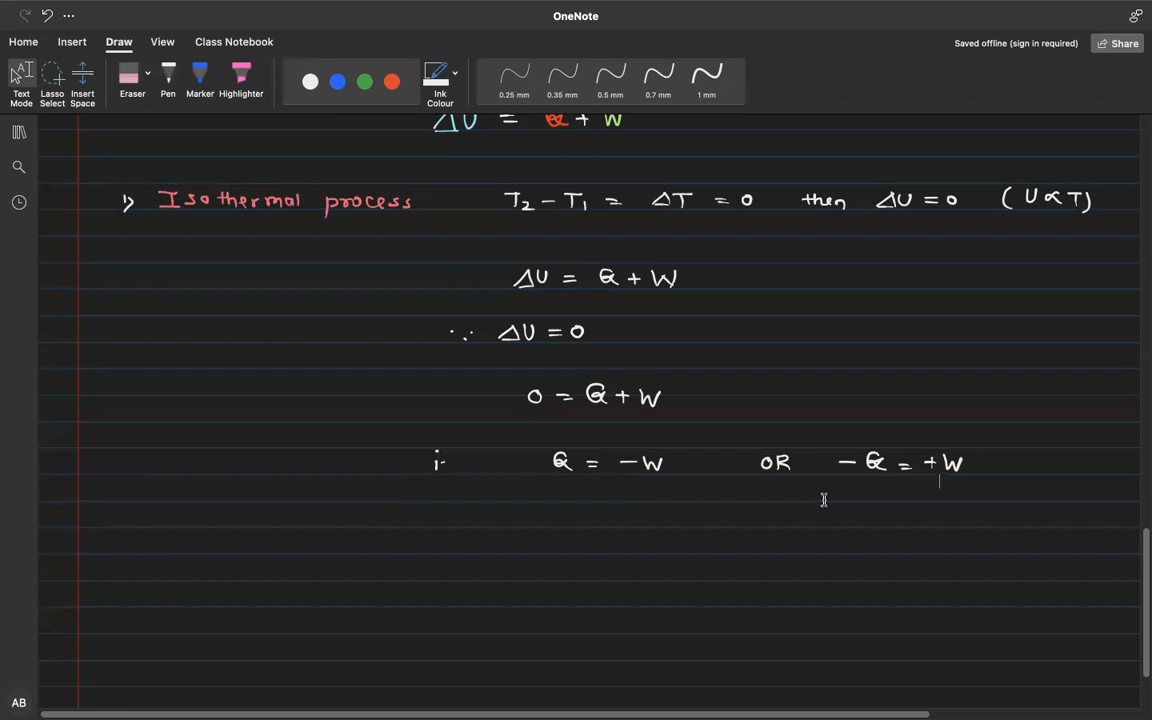 OneNote
Home Insert Draw View Class Notebook
Saved offline (sign in required) Share
Text Mode
Lasso Select
Insert Space
Eraser
Pen
Marker
Highlighter
Ink Colour
0.25 mm
0.35 mm
0.5 mm
0.7 mm
1 mm
ΔU = Q + W
1) Isothermal process T₂ - T₁ = ΔT = 0 then ΔU = 0 (U ∝ T)
ΔU = Q + W
∵ ΔU = 0
0 = Q + W
i. Q = -W OR -Q = +W
AB